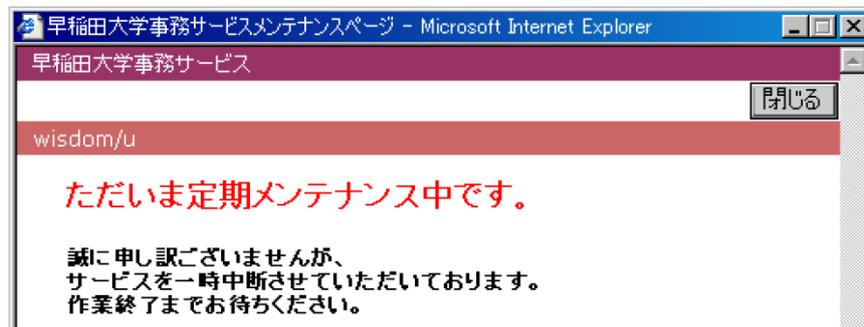 早稲田大学事務サービスメンテナンスページ - Microsoft Internet Explorer
早稲田大学事務サービス
閉じる
wisdom/u
ただいま定期メンテナンス中です。
誠に申し訳ございませんが、
サービスを一時中断させていただいております。
作業終了までお待ちください。